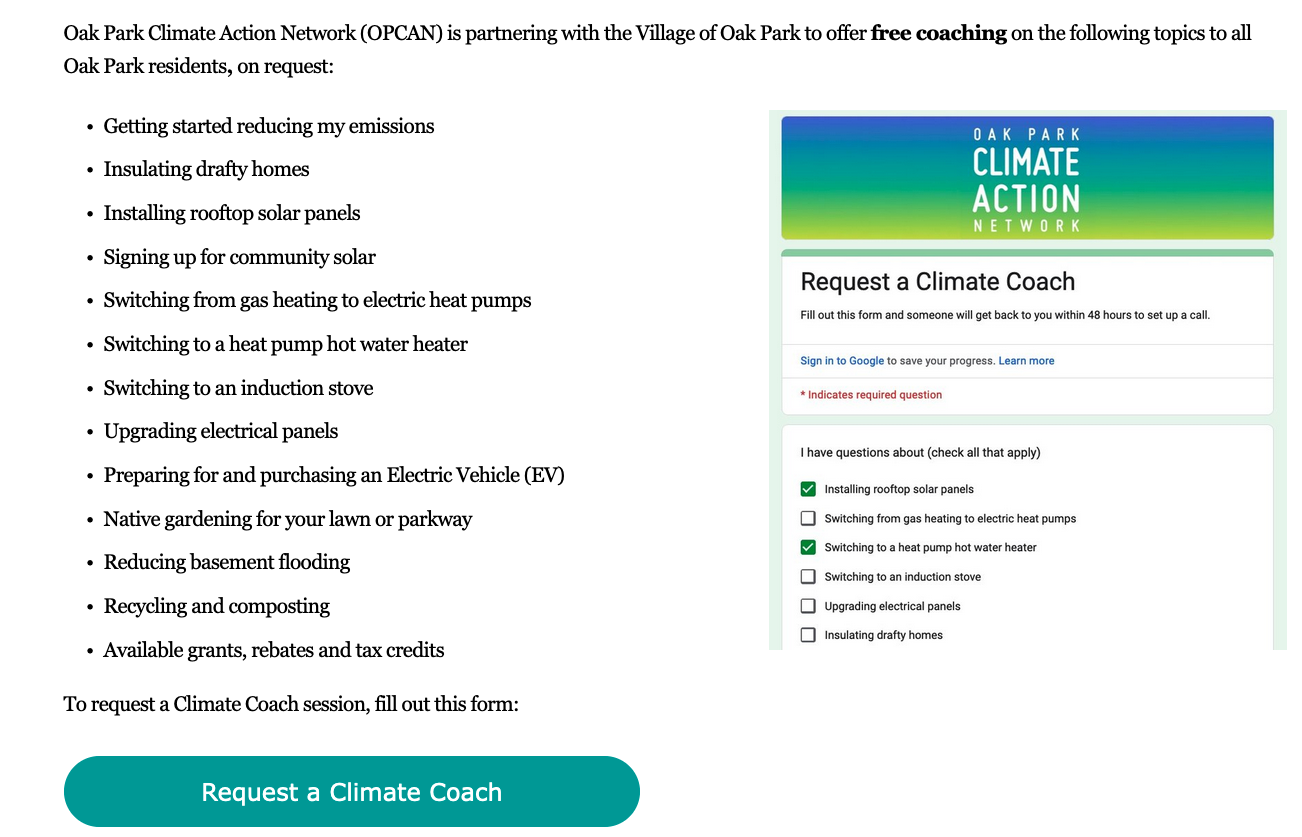 Oak Park Climate Action Network (OPCAN) is partnering with the Village of Oak Park to offer free coaching on the following topics to all
Oak Park residents, on request:
• Getting started reducing my emissions
• Insulating drafty homes
• Installing rooftop solar panels
• Signing up for community solar
• Switching from gas heating to electric heat pumps
• Switching to a heat pump hot water heater
• Switching to an induction stove
• Upgrading electrical panels
• Preparing for and purchasing an Electric Vehicle (EV)
• Native gardening for your lawn or parkway
• Reducing basement flooding
• Recycling and composting
• Available grants, rebates and tax credits
OAK PARK
CLIMATE
ACTION
NETWORK
Request a Climate Coach
Fill out this form and someone will get back to you within 48 hours to set up a call.
Sign in to Google to save your progress. Learn more
* Indicates required question
I have questions about (check all that apply)
Installing rooftop solar panels
Switching from gas heating to electric heat pumps
Switching to a heat pump hot water heater
Switching to an induction stove
Upgrading electrical panels
Insulating drafty homes
To request a Climate Coach session, fill out this form:
Request a Climate Coach